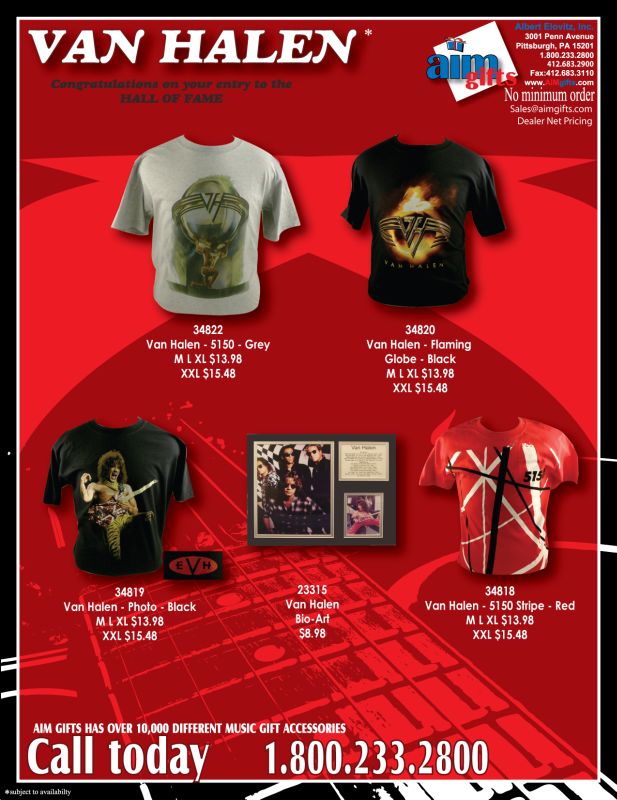 VAN HALEN *
Congratulations on your entry to the
HALL OF FAME
aim
gifts
Albert Elovitz, Inc.
3001 Penn Avenue
Pittsburgh, PA 15201
1.800.233.2800
412.683.2900
Fax:412.683.3110
www.AIMgifts.com
No minimum order
Sales@aimgifts.com
Dealer Net Pricing
VH
VH
VAN HALEN
34822
Van Halen - 5150 - Grey
M L XL $13.98
XXL $15.48
34820
Van Halen - Flaming
Globe - Black
M L XL $13.98
XXL $15.48
Van Halen
515
E V H
34819
Van Halen - Photo - Black
M L XL $13.98
XXL $15.48
23315
Van Halen
Bio-Art
$8.98
34818
Van Halen - 5150 Stripe - Red
M L XL $13.98
XXL $15.48
AIM GIFTS HAS OVER 10,000 DIFFERENT MUSIC GIFT ACCESSORIES
Call today 1.800.233.2800
*subject to availabilty